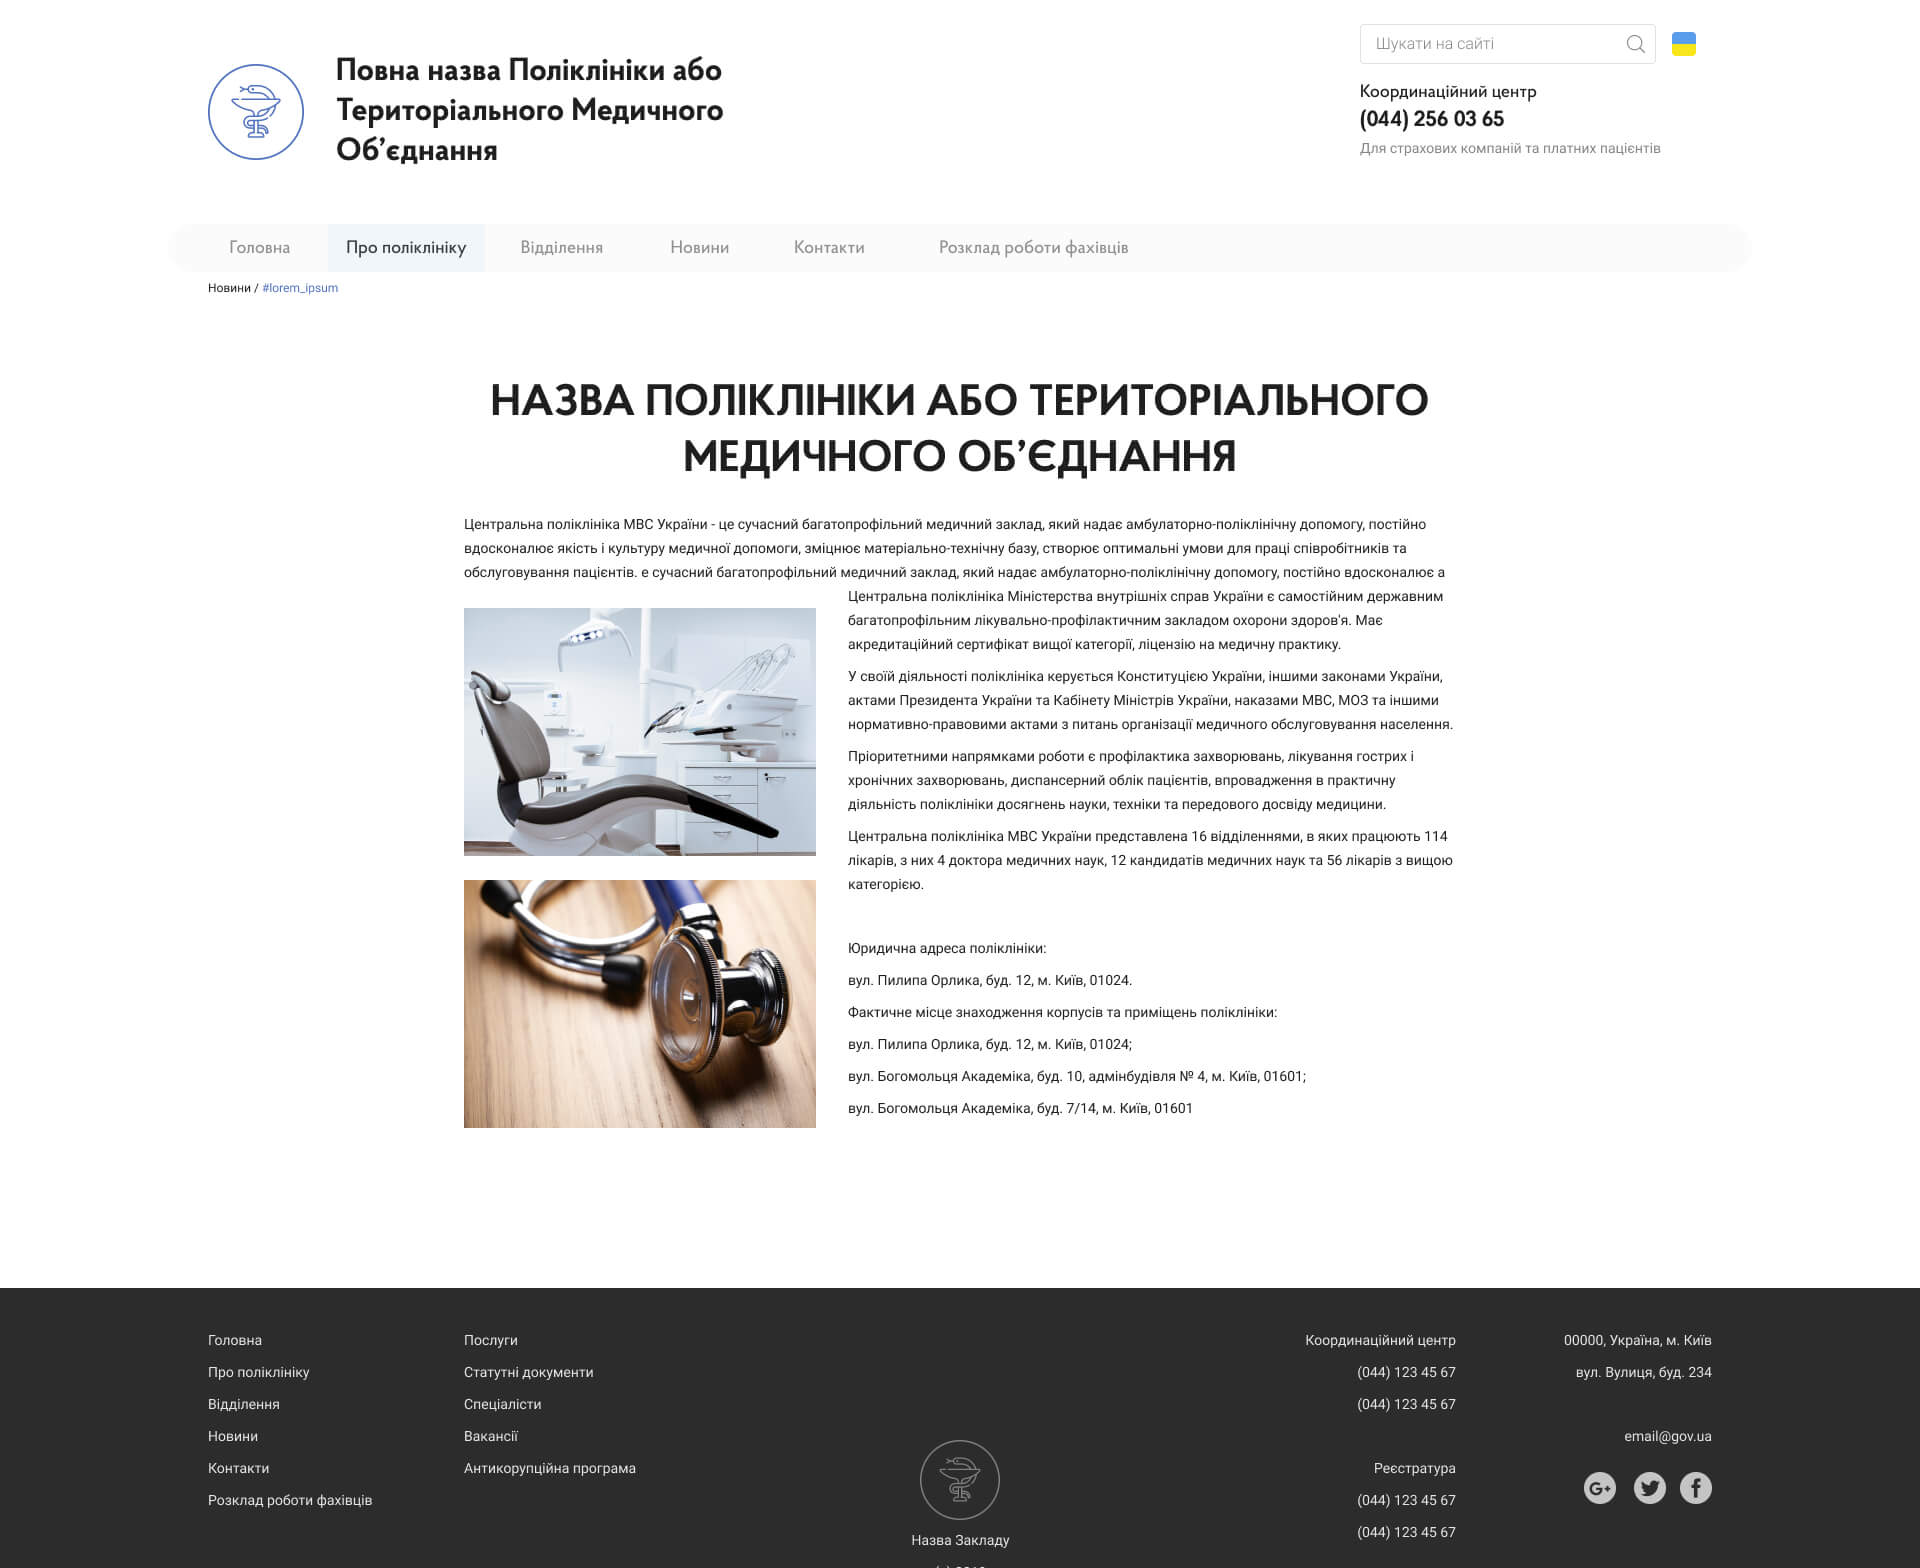 Шукати на сайті
Повна назва Поліклініки або
Територіального Медичного
Об’єднання
Координаційний центр
(044) 256 03 65
Для страхових компаній та платних пацієнтів
Головна
Про поліклініку
Відділення
Новини
Контакти
Розклад роботи фахівців
Новини / #lorem_ipsum
НАЗВА ПОЛІКЛІНІКИ АБО ТЕРИТОРІАЛЬНОГО
МЕДИЧНОГО ОБ’ЄДНАННЯ
Центральна поліклініка МВС України - це сучасний багатопрофільний медичний заклад, який надає амбулаторно-поліклінічну допомогу, постійно
вдосконалює якість і культуру медичної допомоги, зміцнює матеріально-технічну базу, створює оптимальні умови для праці співробітників та
обслуговування пацієнтів. е сучасний багатопрофільний медичний заклад, який надає амбулаторно-поліклінічну допомогу, постійно вдосконалює а
Центральна поліклініка Міністерства внутрішніх справ України є самостійним державним
багатопрофільним лікувально-профілактичним закладом охорони здоров'я. Має
акредитаційний сертифікат вищої категорії, ліцензію на медичну практику.
У своїй діяльності поліклініка керується Конституцією України, іншими законами України,
актами Президента України та Кабінету Міністрів України, наказами МВС, МОЗ та іншими
нормативно-правовими актами з питань організації медичного обслуговування населення.
Пріоритетними напрямками роботи є профілактика захворювань, лікування гострих і
хронічних захворювань, диспансерний облік пацієнтів, впровадження в практичну
діяльність поліклініки досягнень науки, техніки та передового досвіду медицини.
Центральна поліклініка МВС України представлена 16 відділеннями, в яких працюють 114
лікарів, з них 4 доктора медичних наук, 12 кандидатів медичних наук та 56 лікарів з вищою
категорією.
Юридична адреса поліклініки:
вул. Пилипа Орлика, буд. 12, м. Київ, 01024.
Фактичне місце знаходження корпусів та приміщень поліклініки:
вул. Пилипа Орлика, буд. 12, м. Київ, 01024;
вул. Богомольця Академіка, буд. 10, адмінбудівля № 4, м. Київ, 01601;
вул. Богомольця Академіка, буд. 7/14, м. Київ, 01601
Головна
Про поліклініку
Відділення
Новини
Контакти
Розклад роботи фахівців
Послуги
Статутні документи
Спеціалісти
Вакансії
Антикорупційна програма
Назва Закладу
Координаційний центр
(044) 123 45 67
(044) 123 45 67
Реєстратура
(044) 123 45 67
(044) 123 45 67
00000, Україна, м. Київ
вул. Вулиця, буд. 234
email@gov.ua